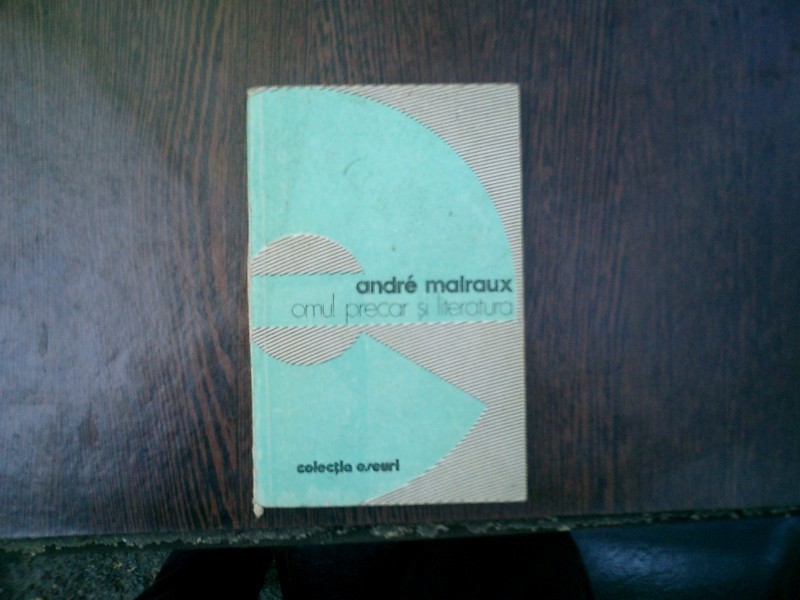 andré malraux
omul precar și literatura
colecția eseuri